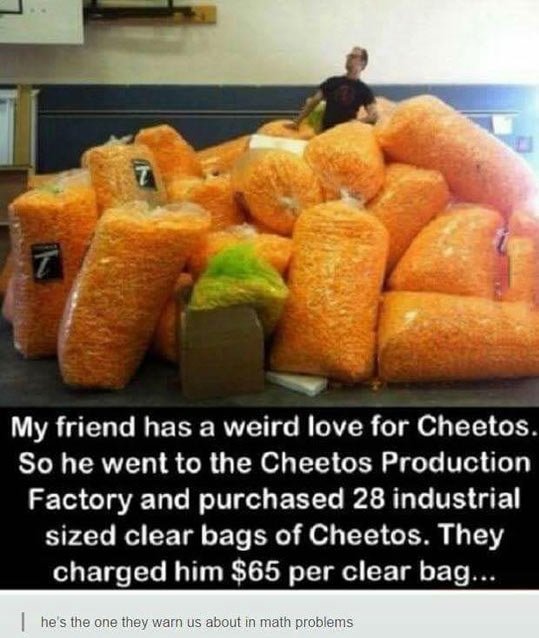 My friend has a weird love for Cheetos.
So he went to the Cheetos Production
Factory and purchased 28 industrial
sized clear bags of Cheetos. They
charged him $65 per clear bag...
he's the one they warn us about in math problems